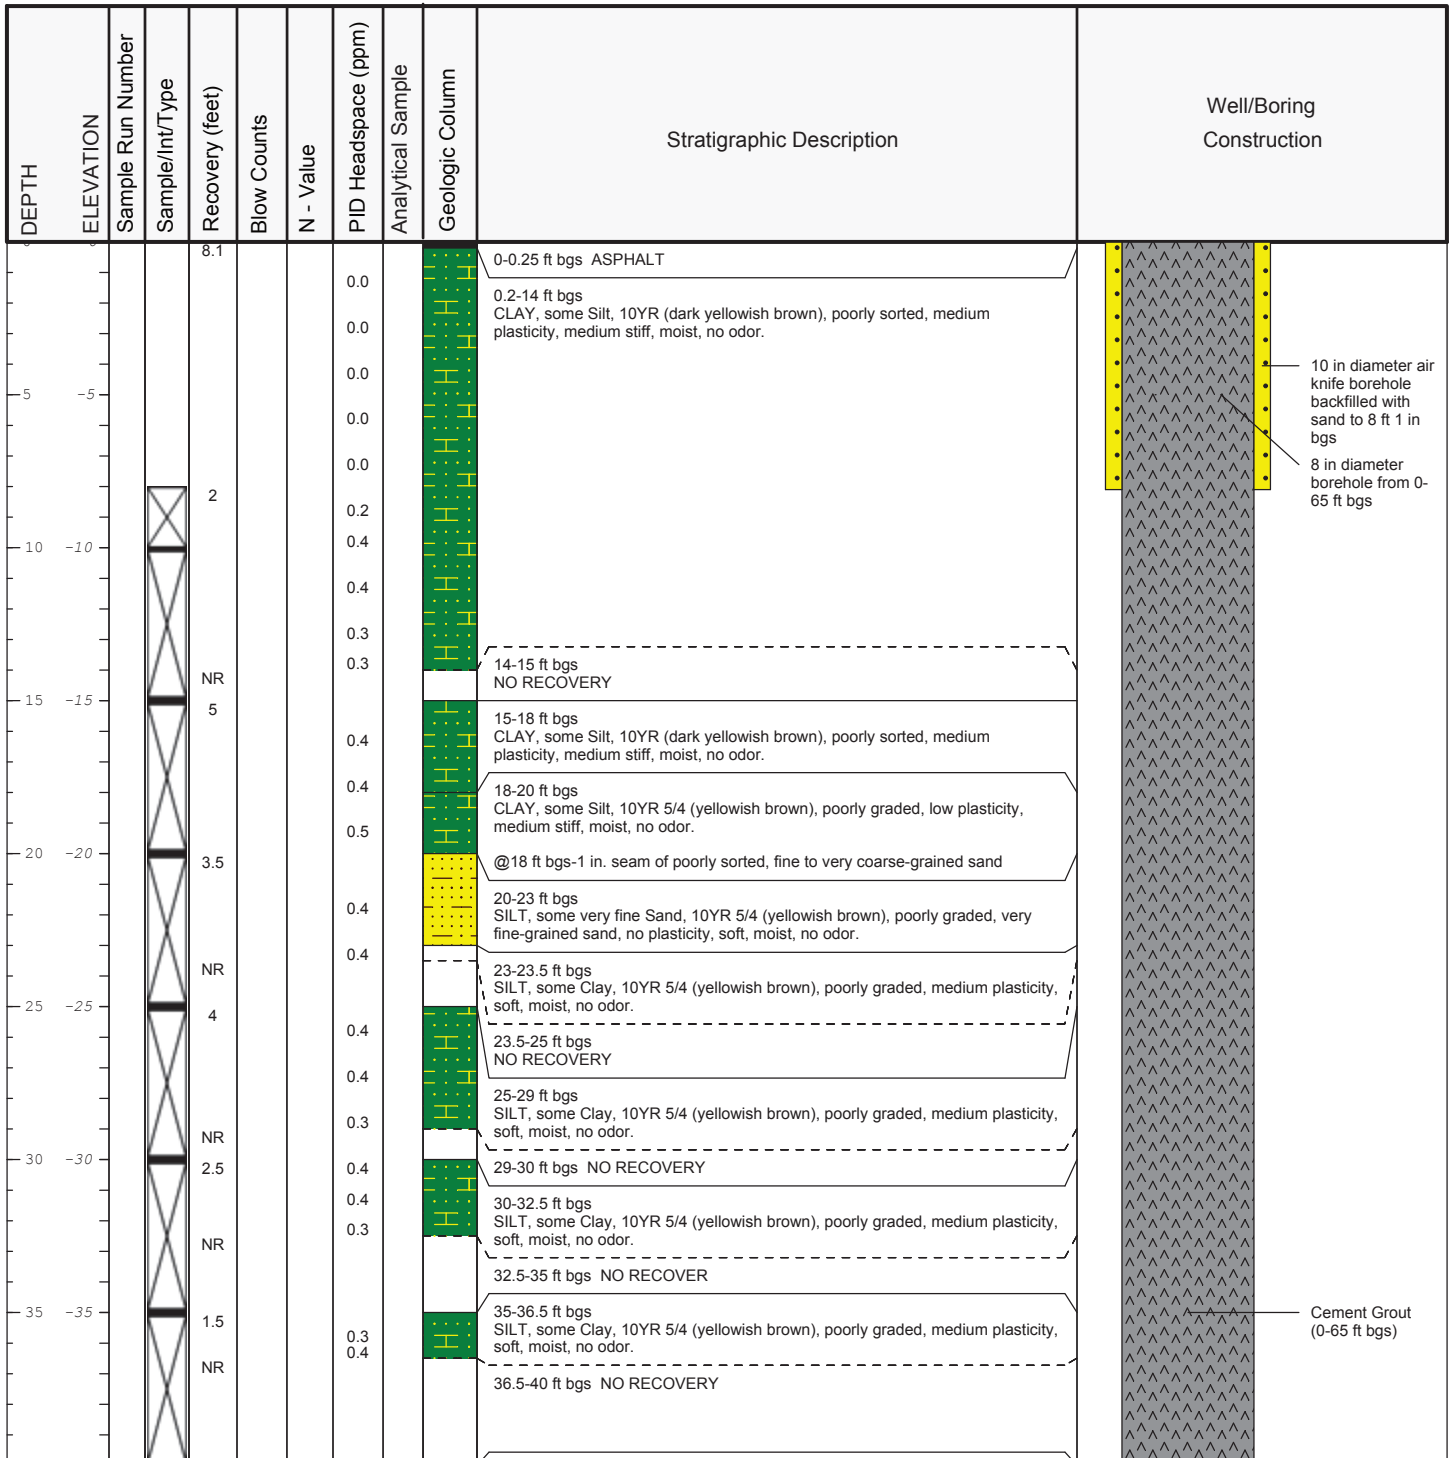 DEPTH
ELEVATION
Sample Run Number
Sample/Int/Type
Recovery (feet)
Blow Counts
N - Value
PID Headspace (ppm)
Analytical Sample
Geologic Column
Stratigraphic Description
Well/Boring
Construction
8.1
0-0.25 ft bgs ASPHALT
0.0
0.2-14 ft bgs
CLAY, some Silt, 10YR (dark yellowish brown), poorly sorted, medium
plasticity, medium stiff, moist, no odor.
0.0
0.0
10 in diameter air
knife borehole
backfilled with
sand to 8 ft 1 in
bgs
5 -5
0.0
0.0
8 in diameter
borehole from 0-
65 ft bgs
2
0.2
10 -10
0.4
0.4
0.3
0.3
14-15 ft bgs
NO RECOVERY
NR
15 -15
5
15-18 ft bgs
CLAY, some Silt, 10YR (dark yellowish brown), poorly sorted, medium
plasticity, medium stiff, moist, no odor.
0.4
0.4
18-20 ft bgs
CLAY, some Silt, 10YR 5/4 (yellowish brown), poorly graded, low plasticity,
medium stiff, moist, no odor.
0.5
20 -20
3.5
@18 ft bgs-1 in. seam of poorly sorted, fine to very coarse-grained sand
20-23 ft bgs
SILT, some very fine Sand, 10YR 5/4 (yellowish brown), poorly graded, very
fine-grained sand, no plasticity, soft, moist, no odor.
0.4
0.4
NR
23-23.5 ft bgs
SILT, some Clay, 10YR 5/4 (yellowish brown), poorly graded, medium plasticity,
soft, moist, no odor.
25 -25
4
0.4
23.5-25 ft bgs
NO RECOVERY
0.4
25-29 ft bgs
SILT, some Clay, 10YR 5/4 (yellowish brown), poorly graded, medium plasticity,
soft, moist, no odor.
0.3
NR
30 -30
2.5
0.4
29-30 ft bgs NO RECOVERY
0.4
30-32.5 ft bgs
SILT, some Clay, 10YR 5/4 (yellowish brown), poorly graded, medium plasticity,
soft, moist, no odor.
0.3
NR
32.5-35 ft bgs NO RECOVER
35 -35
1.5
35-36.5 ft bgs
SILT, some Clay, 10YR 5/4 (yellowish brown), poorly graded, medium plasticity,
soft, moist, no odor.
Cement Grout
(0-65 ft bgs)
0.3
0.4
NR
36.5-40 ft bgs NO RECOVERY